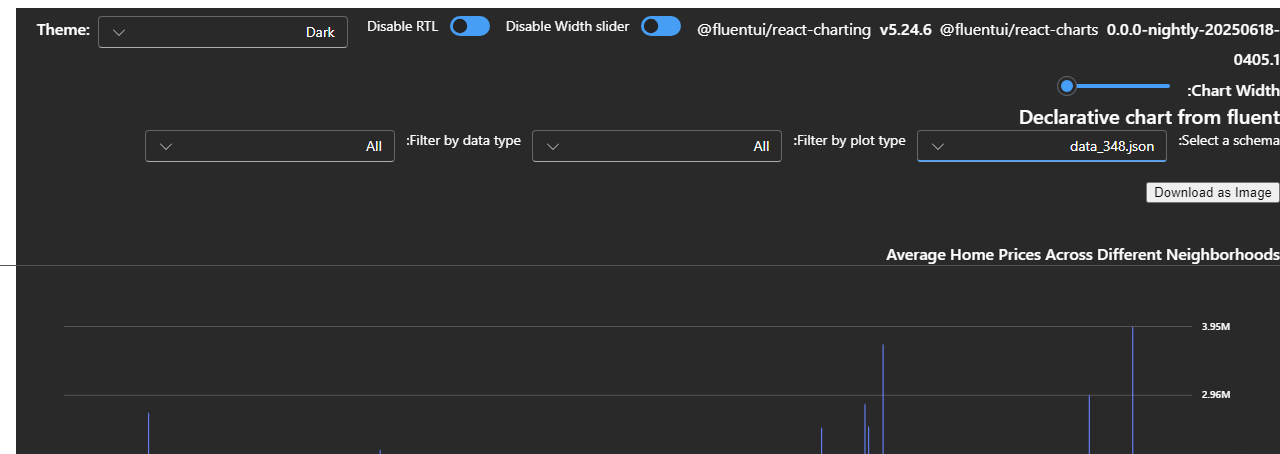 Theme: Dark Disable RTL Disable Width slider @fluentui/react-charting v5.24.6 @fluentui/react-charts 0.0.0-nightly-20250618-
0405.1
:Chart Width
Declarative chart from fluent
:Select a schema data_348.json :Filter by plot type All :Filter by data type All
Download as Image
Average Home Prices Across Different Neighborhoods
3.95M
2.96M